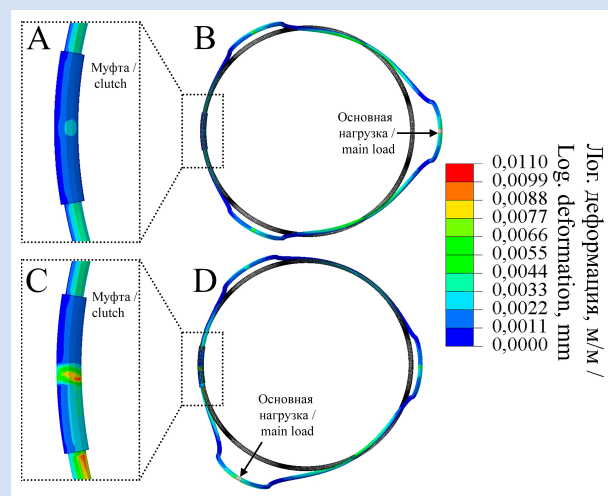 A
Муфта /
clutch
B
Основная
нагрузка /
main load
C
Муфта /
clutch
D
Основная
нагрузка /
main load
0,0110
0,0099
0,0088
0,0077
0,0066
0,0055
0,0044
0,0033
0,0022
0,0011
0,0000
Лог. деформация, м/м /
Log. deformation, mm